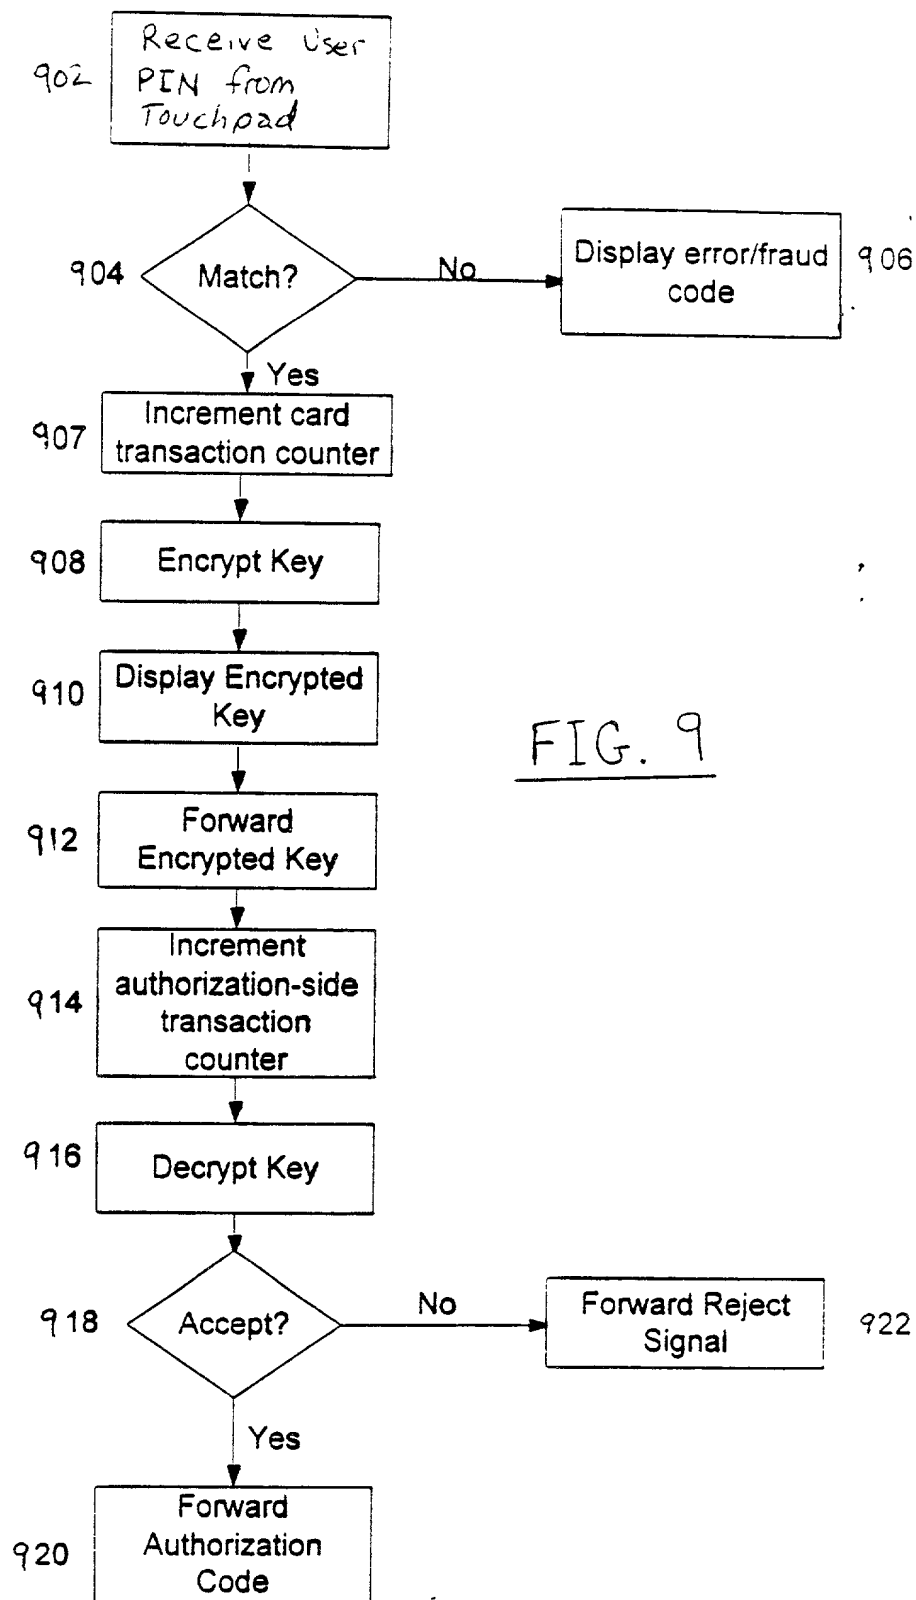 Receive User
PIN from
Touchpad
902
904
Match?
No
Display error/fraud
code
906
Yes
907
Increment card
transaction counter
908
Encrypt Key
910
Display Encrypted
Key
FIG. 9
912
Forward
Encrypted Key
914
Increment
authorization-side
transaction
counter
916
Decrypt Key
918
Accept?
No
Forward Reject
Signal
922
Yes
920
Forward
Authorization
Code